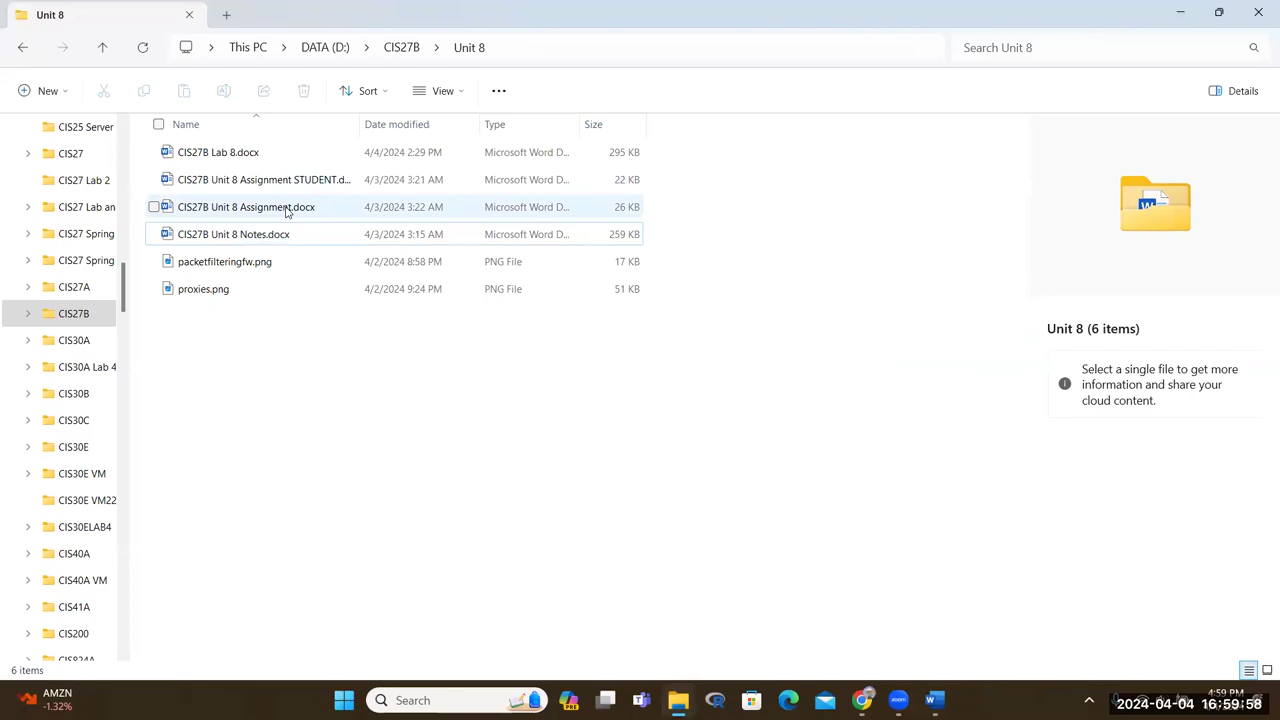 Unit 8
This PC > DATA (D:) > CIS27B > Unit 8
Search Unit 8
New
Sort
View
Details
Name Date modified Type Size
CIS27B Lab 8.docx 4/4/2024 2:29 PM Microsoft Word D... 295 KB
CIS27B Unit 8 Assignment STUDENT.d... 4/3/2024 3:21 AM Microsoft Word D... 22 KB
CIS27B Unit 8 Assignment.docx 4/3/2024 3:22 AM Microsoft Word D... 26 KB
CIS27B Unit 8 Notes.docx 4/3/2024 3:15 AM Microsoft Word D... 259 KB
packetfilteringfw.png 4/2/2024 8:58 PM PNG File 17 KB
proxies.png 4/2/2024 9:24 PM PNG File 51 KB
CIS25 Server
CIS27
CIS27 Lab 2
CIS27 Lab an
CIS27 Spring
CIS27 Spring
CIS27A
CIS27B
CIS30A
CIS30A Lab 4
CIS30B
CIS30C
CIS30E
CIS30E VM
CIS30E VM22
CIS30ELAB4
CIS40A
CIS40A VM
CIS41A
CIS200
CIS824A
Unit 8 (6 items)
Select a single file to get more
information and share your
cloud content.
6 items
AMZN
-1.32%
Search
PRE
zoom
4:59 PM
2024-04-04 16:59:58